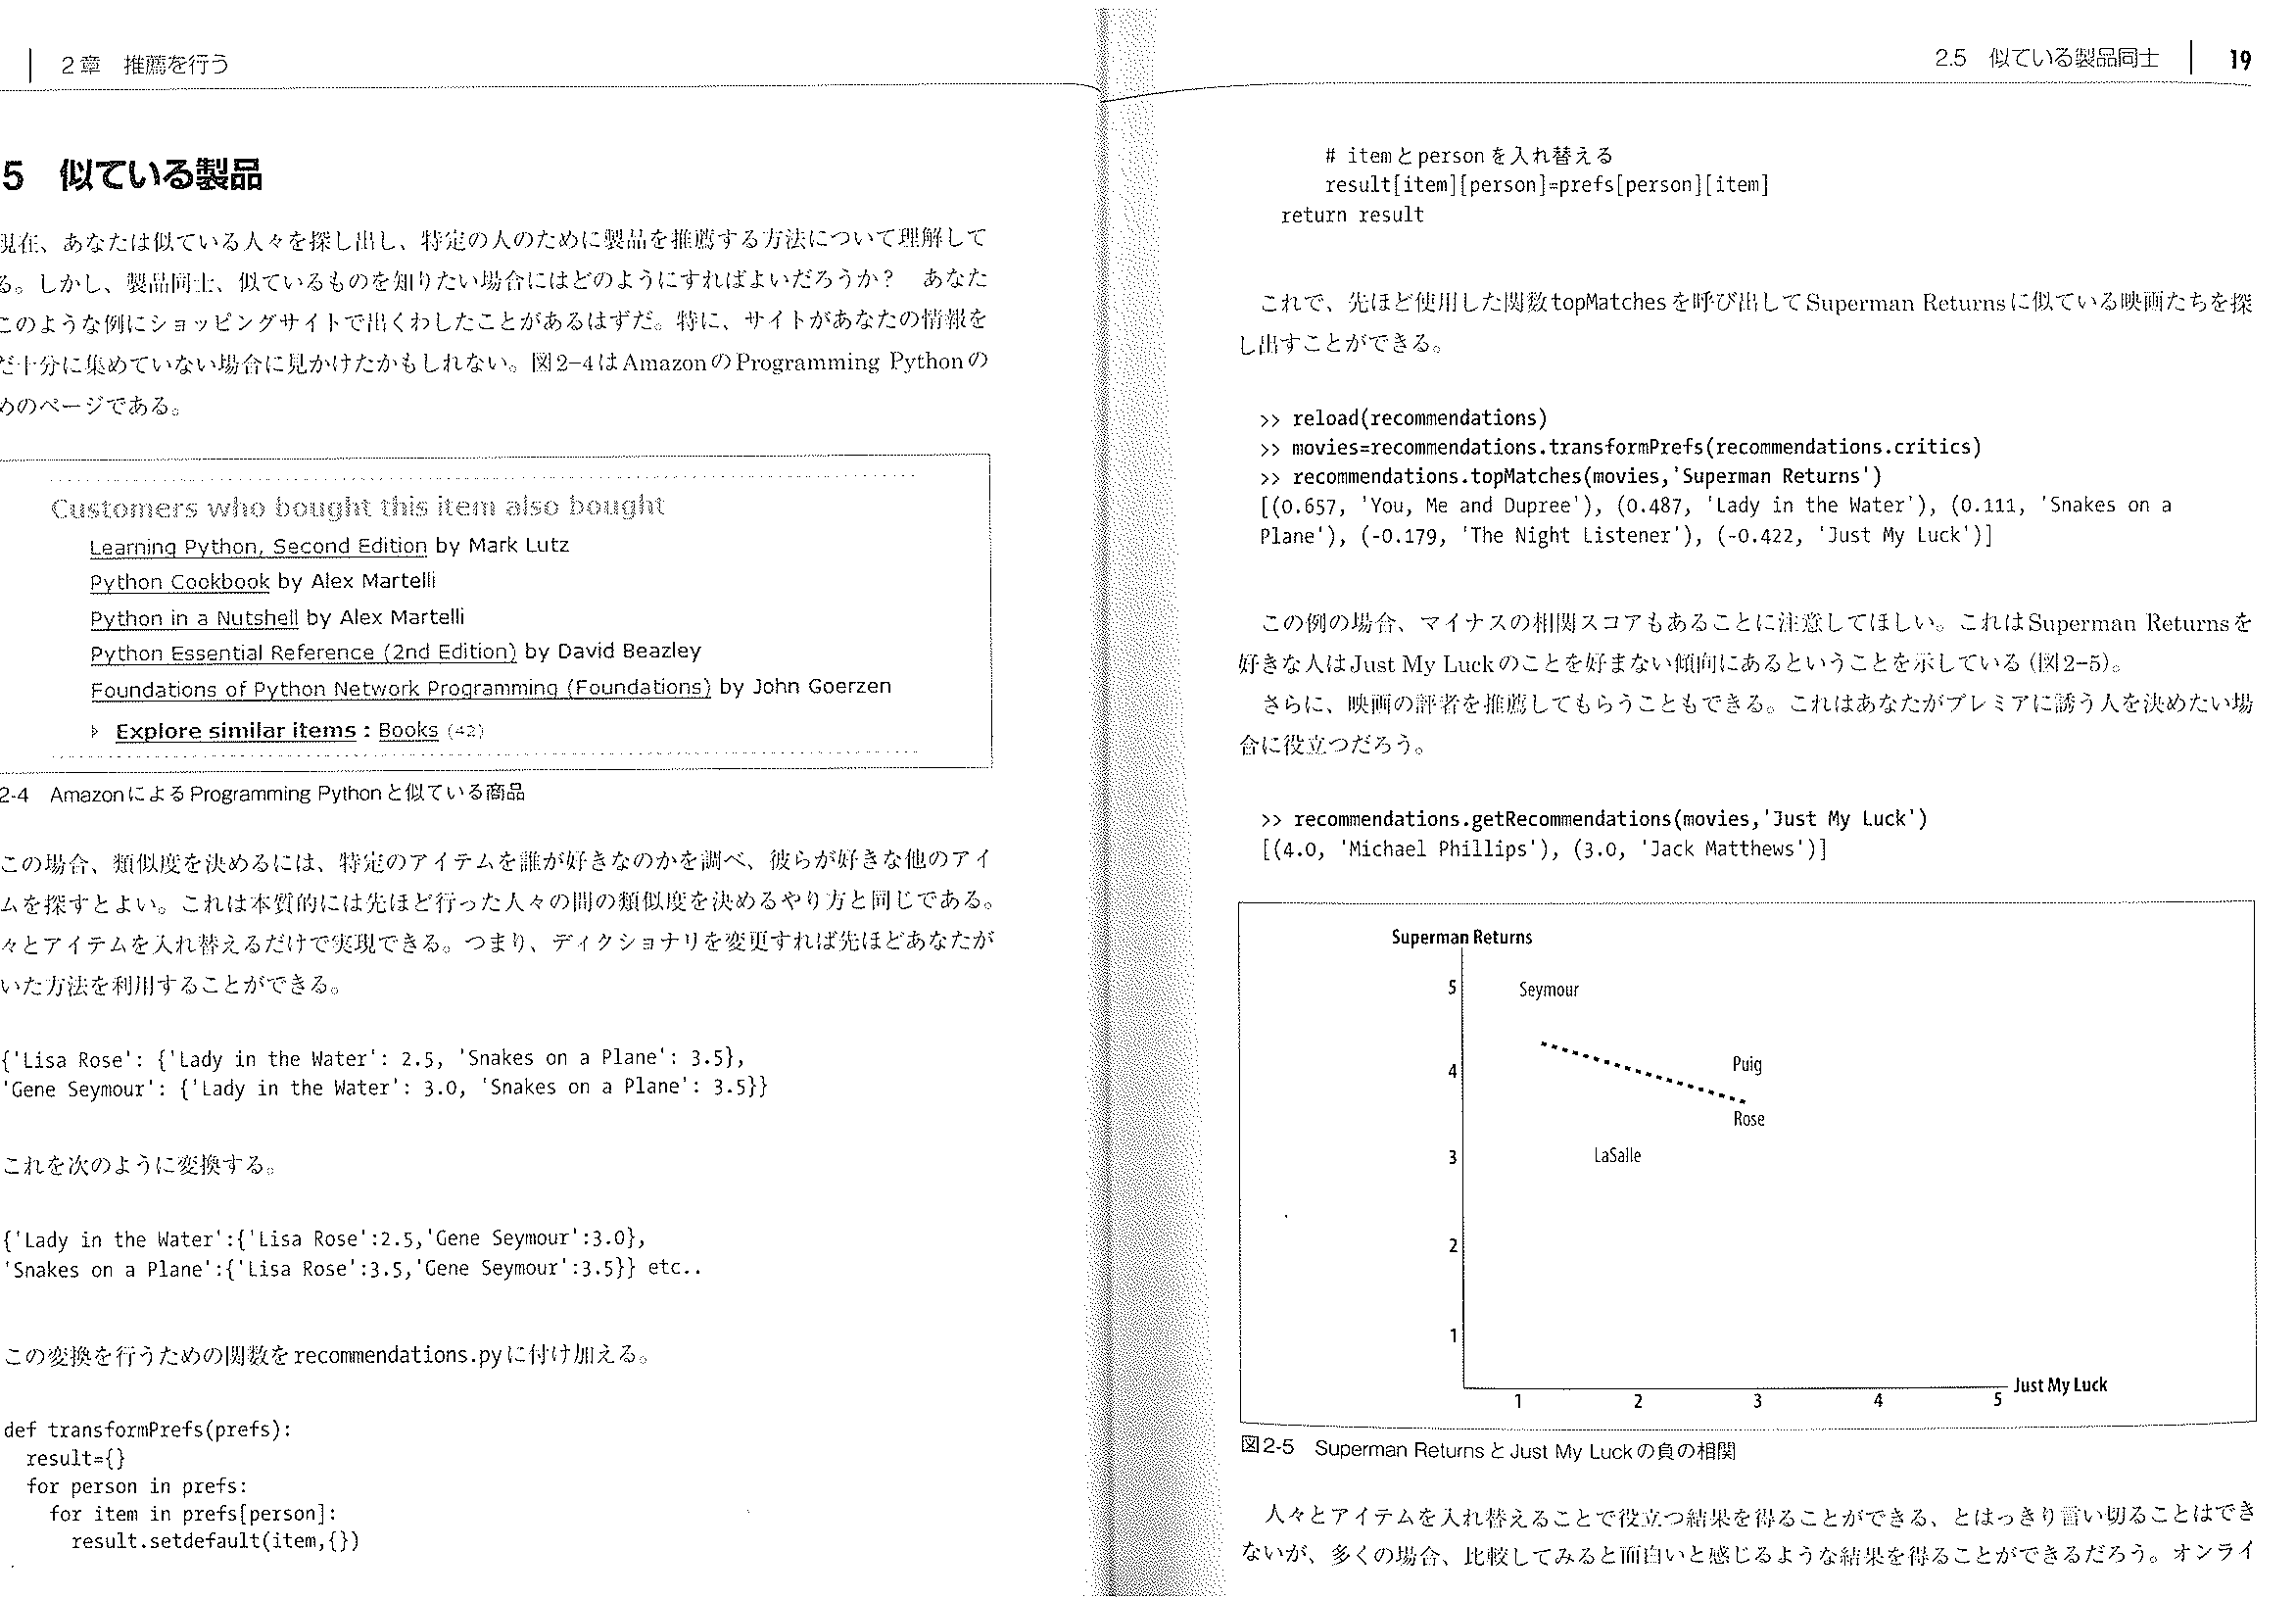 2章 推薦を行う
5 似ている製品
現在、あなたは似ている人々を探し出し、特定の人のために製品を推薦する方法について理解して
る。しかし、製品同士、似ているものを知りたい場合にはどのようにすればよいだろうか? あなた
このような例にショッピングサイトで出くわしたことがあるはずだ。特に、サイトがあなたの情報を
だ十分に集めていない場合に見かけたかもしれない。図2-4はAmazonのProgramming Pythonの
めのページである。
Customers who bought this item also bought
Learning Python, Second Edition by Mark Lutz
Python Cookbook by Alex Martelli
Python in a Nutshell by Alex Martelli
Python Essential Reference (2nd Edition) by David Beazley
Foundations of Python Network Programming (Foundations) by John Goerzen
Explore similar items : Books (42)
2-4 AmazonによるProgramming Pythonと似ている商品
この場合、類似度を決めるには、特定のアイテムを誰が好きなのかを調べ、彼らが好きな他のアイ
ムを探すとよい。これは本質的には先ほど行った人々の間の類似度を決めるやり方と同じである。
々とアイテムを入れ替えるだけで実現できる。つまり、ディクショナリを変更すれば先ほどあなたが
いた方法を利用することができる。
{'Lisa Rose': {'Lady in the Water': 2.5, 'Snakes on a Plane': 3.5},
'Gene Seymour': {'Lady in the Water': 3.0, 'Snakes on a Plane': 3.5}}
これを次のように変換する。
{'Lady in the Water':{'Lisa Rose':2.5,'Gene Seymour':3.0},
'Snakes on a Plane':{'Lisa Rose':3.5,'Gene Seymour':3.5}} etc..
この変換を行うための関数をrecommendations.pyに付け加える。
def transformPrefs(prefs):
result={}
for person in prefs:
for item in prefs[person]:
result.setdefault(item,{})
2.5 似ている製品同士 19
# itemとpersonを入れ替える
result[item][person]=prefs[person][item]
return result
これで、先ほど使用した関数topMatchesを呼び出してSuperman Returnsに似ている映画たちを探
し出すことができる。
>> reload(recommendations)
>> movies=recommendations.transformPrefs(recommendations.critics)
>> recommendations.topMatches(movies,'Superman Returns')
[(0.657, 'You, Me and Dupree'), (0.487, 'Lady in the Water'), (0.111, 'Snakes on a
Plane'), (-0.179, 'The Night Listener'), (-0.422, 'Just My Luck')]
この例の場合、マイナスの相関スコアもあることに注意してほしい。これはSuperman Returnsを
好きな人はJust My Luckのことを好まない傾向にあるということを示している (図2-5)。
さらに、映画の評者を推薦してもらうこともできる。これはあなたがプレミアに誘う人を決めたい場
合に役立つだろう。
>> recommendations.getRecommendations(movies,'Just My Luck')
[(4.0, 'Michael Phillips'), (3.0, 'Jack Matthews')]
Superman Returns
5 Seymour
4 Puig
Rose
3 LaSalle
2
1
Just My Luck
1 2 3 4 5
図2-5 Superman ReturnsとJust My Luckの負の相関
人々とアイテムを入れ替えることで役立つ結果を得ることができる、とはっきり言い切ることはでき
ないが、多くの場合、比較してみると面白いと感じるような結果を得ることができるだろう。オンライ